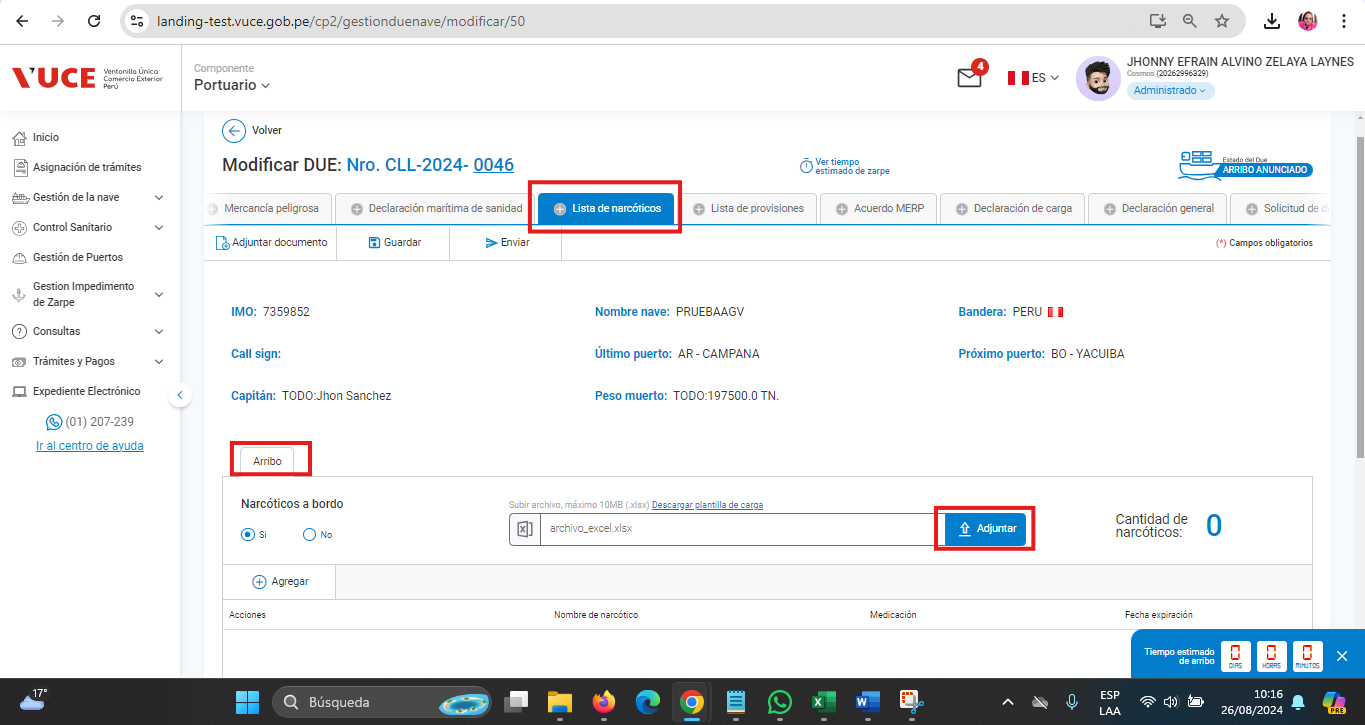 landing-test.vuce.gob.pe/cp2/gestionduenave/modificar/50
VUCE
Ventanilla Única
Comercio Exterior
Perú
Componente
Portuario
4
ES
JHONNY EFRAIN ALVINO ZELAYA LAYNES
Cosmos (20262996329)
Administrado
Inicio
Asignación de trámites
Gestión de la nave
Control Sanitario
Gestión de Puertos
Gestion Impedimento
de Zarpe
Consultas
Trámites y Pagos
Expediente Electrónico
(01) 207-239
Ir al centro de ayuda
Volver
Modificar DUE: Nro. CLL-2024- 0046
Ver tiempo
estimado de zarpe
Estado del Due
ARRIBO ANUNCIADO
Mercancía peligrosa
Declaración marítima de sanidad
Lista de narcóticos
Lista de provisiones
Acuerdo MERP
Declaración de carga
Declaración general
Solicitud de d
Adjuntar documento
Guardar
Enviar
(*) Campos obligatorios
IMO: 7359852
Nombre nave: PRUEBAAGV
Bandera: PERU
Call sign:
Último puerto: AR - CAMPANA
Próximo puerto: BO - YACUIBA
Capitán: TODO:Jhon Sanchez
Peso muerto: TODO:197500.0 TN.
Arribo
Narcóticos a bordo
Si
No
Subir archivo, máximo 10MB (.xlsx) Descargar plantilla de carga
archivo_excel.xlsx
Adjuntar
Cantidad de
narcóticos: 0
Agregar
Acciones
Nombre de narcótico
Medicación
Fecha expiración
Tiempo estimado
de arribo
0
DIAS
0
HORAS
0
MINUTOS
17°
Búsqueda
ESP
LAA
10:16
26/08/2024
PRE